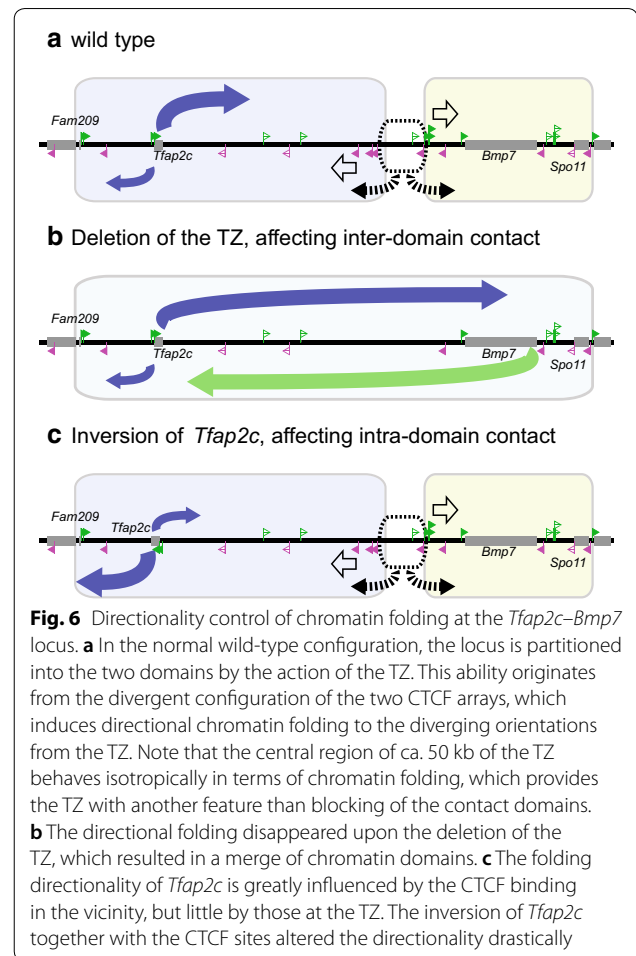 a wild type
Fam209
Tfap2c
Bmp7
Spo11
b Deletion of the TZ, affecting inter-domain contact
Fam209
Tfap2c
Bmp7
Spo11
c Inversion of Tfap2c, affecting intra-domain contact
Fam209
Tfap2c
Bmp7
Spo11
Fig. 6 Directionality control of chromatin folding at the Tfap2c–Bmp7
locus. a In the normal wild-type configuration, the locus is partitioned
into the two domains by the action of the TZ. This ability originates
from the divergent configuration of the two CTCF arrays, which
induces directional chromatin folding to the diverging orientations
from the TZ. Note that the central region of ca. 50 kb of the TZ
behaves isotropically in terms of chromatin folding, which provides
the TZ with another feature than blocking of the contact domains.
b The directional folding disappeared upon the deletion of the
TZ, which resulted in a merge of chromatin domains. c The folding
directionality of Tfap2c is greatly influenced by the CTCF binding
in the vicinity, but little by those at the TZ. The inversion of Tfap2c
together with the CTCF sites altered the directionality drastically